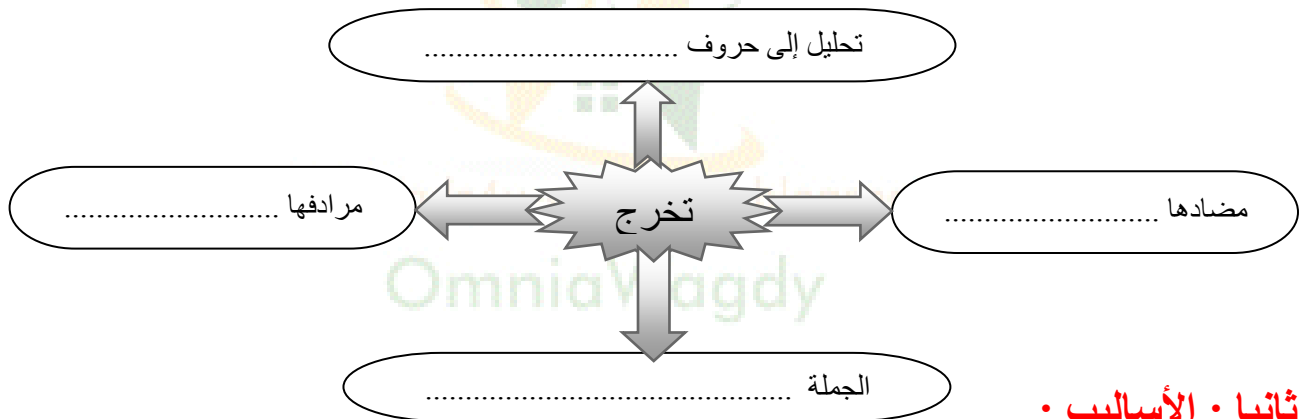 تحليل إلى حروف ................................
مضادها ...........................
تخرج
مرادفها ...........................
OmniaWagdy
الجملة ..............................................
ثانيا : الأساليب :